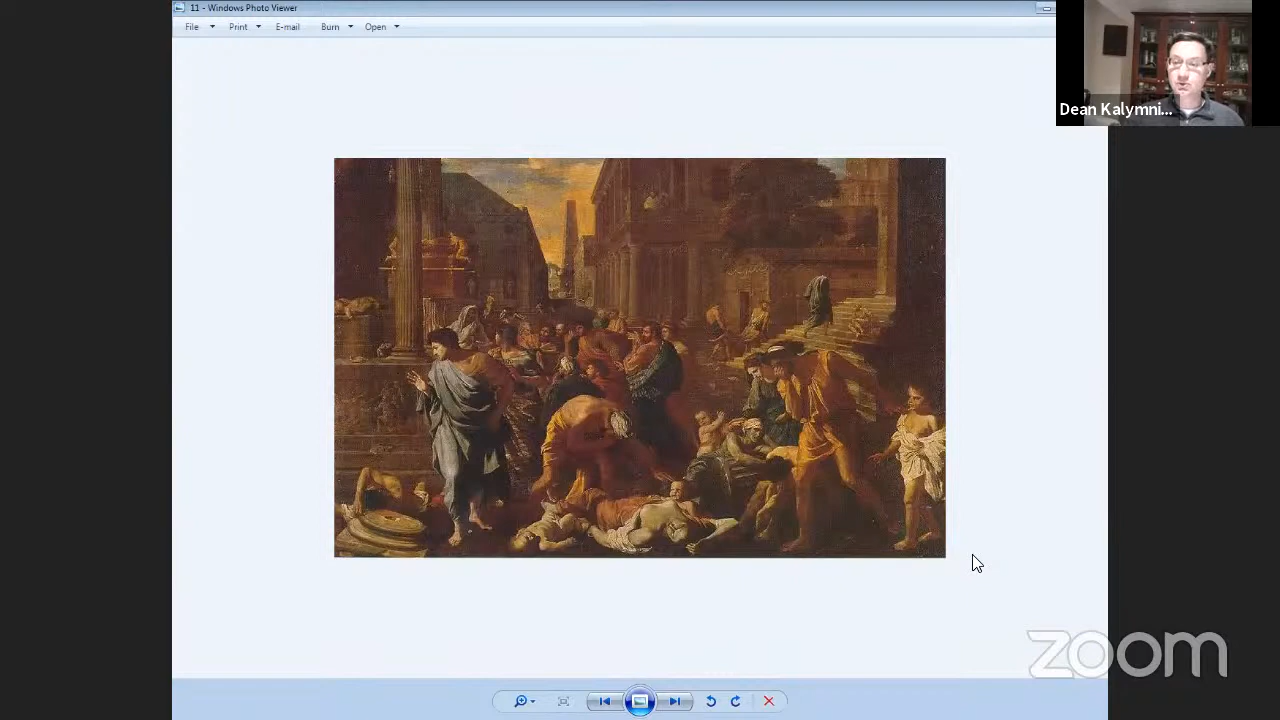 11 - Windows Photo Viewer
File Print E-mail Burn Open
Dean Kalymni...
zoom